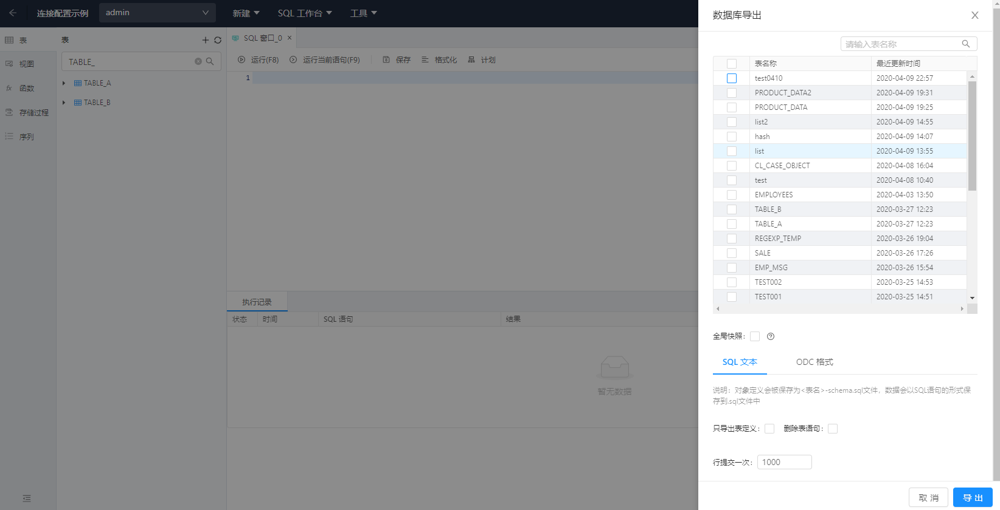 连接配置示例
admin
新建
SQL 工作台
工具
表
视图
函数
存储过程
序列
表
TABLE_
TABLE_A
TABLE_B
SQL 窗口_0
运行(F8)
运行当前语句(F9)
保存
格式化
计划
1
执行记录
状态 时间 SQL 语句 结果
暂无数据
数据库导出
请输入表名称
表名称 最近更新时间
test0410 2020-04-09 22:57
PRODUCT_DATA2 2020-04-09 19:31
PRODUCT_DATA 2020-04-09 19:25
list2 2020-04-09 14:55
hash 2020-04-09 14:07
list 2020-04-09 13:55
CL_CASE_OBJECT 2020-04-08 16:04
test 2020-04-08 10:40
EMPLOYEES 2020-04-03 13:50
TABLE_B 2020-03-27 12:23
TABLE_A 2020-03-27 12:23
REGEXP_TEMP 2020-03-26 19:04
SALE 2020-03-26 17:26
EMP_MSG 2020-03-26 15:54
TEST002 2020-03-25 14:53
TEST001 2020-03-25 14:51
全局快照:
SQL 文本 ODC 格式
说明：对象定义会被保存为<表名>-schema.sql文件，数据会以SQL语句的形式保
存到.sql文件中
只导出表定义: 删除表语句:
行提交一次: 1000
取 消 导 出